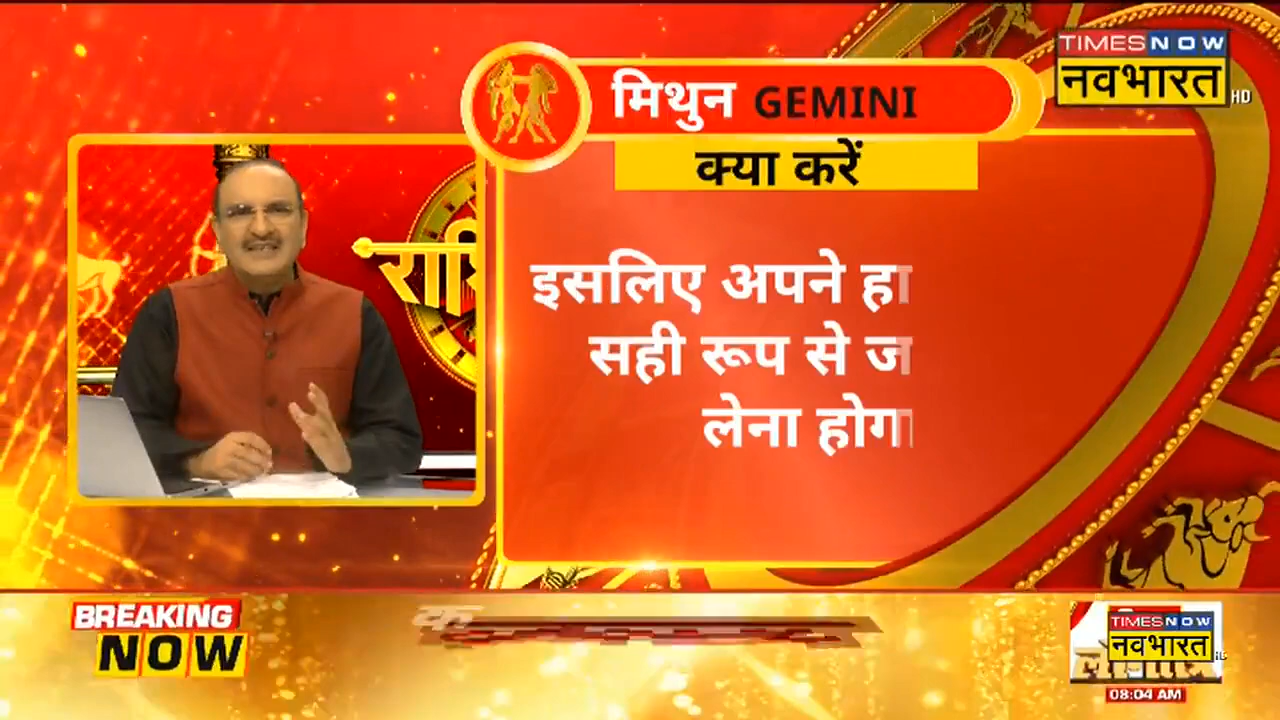 TIMES NOW
नवभारत
HD
मिथुन GEMINI
क्या करें
इसलिए अपने
सही रूप से
लेना
BREAKING
NOW
TIMES NOW
नवभारत
08:04 AM